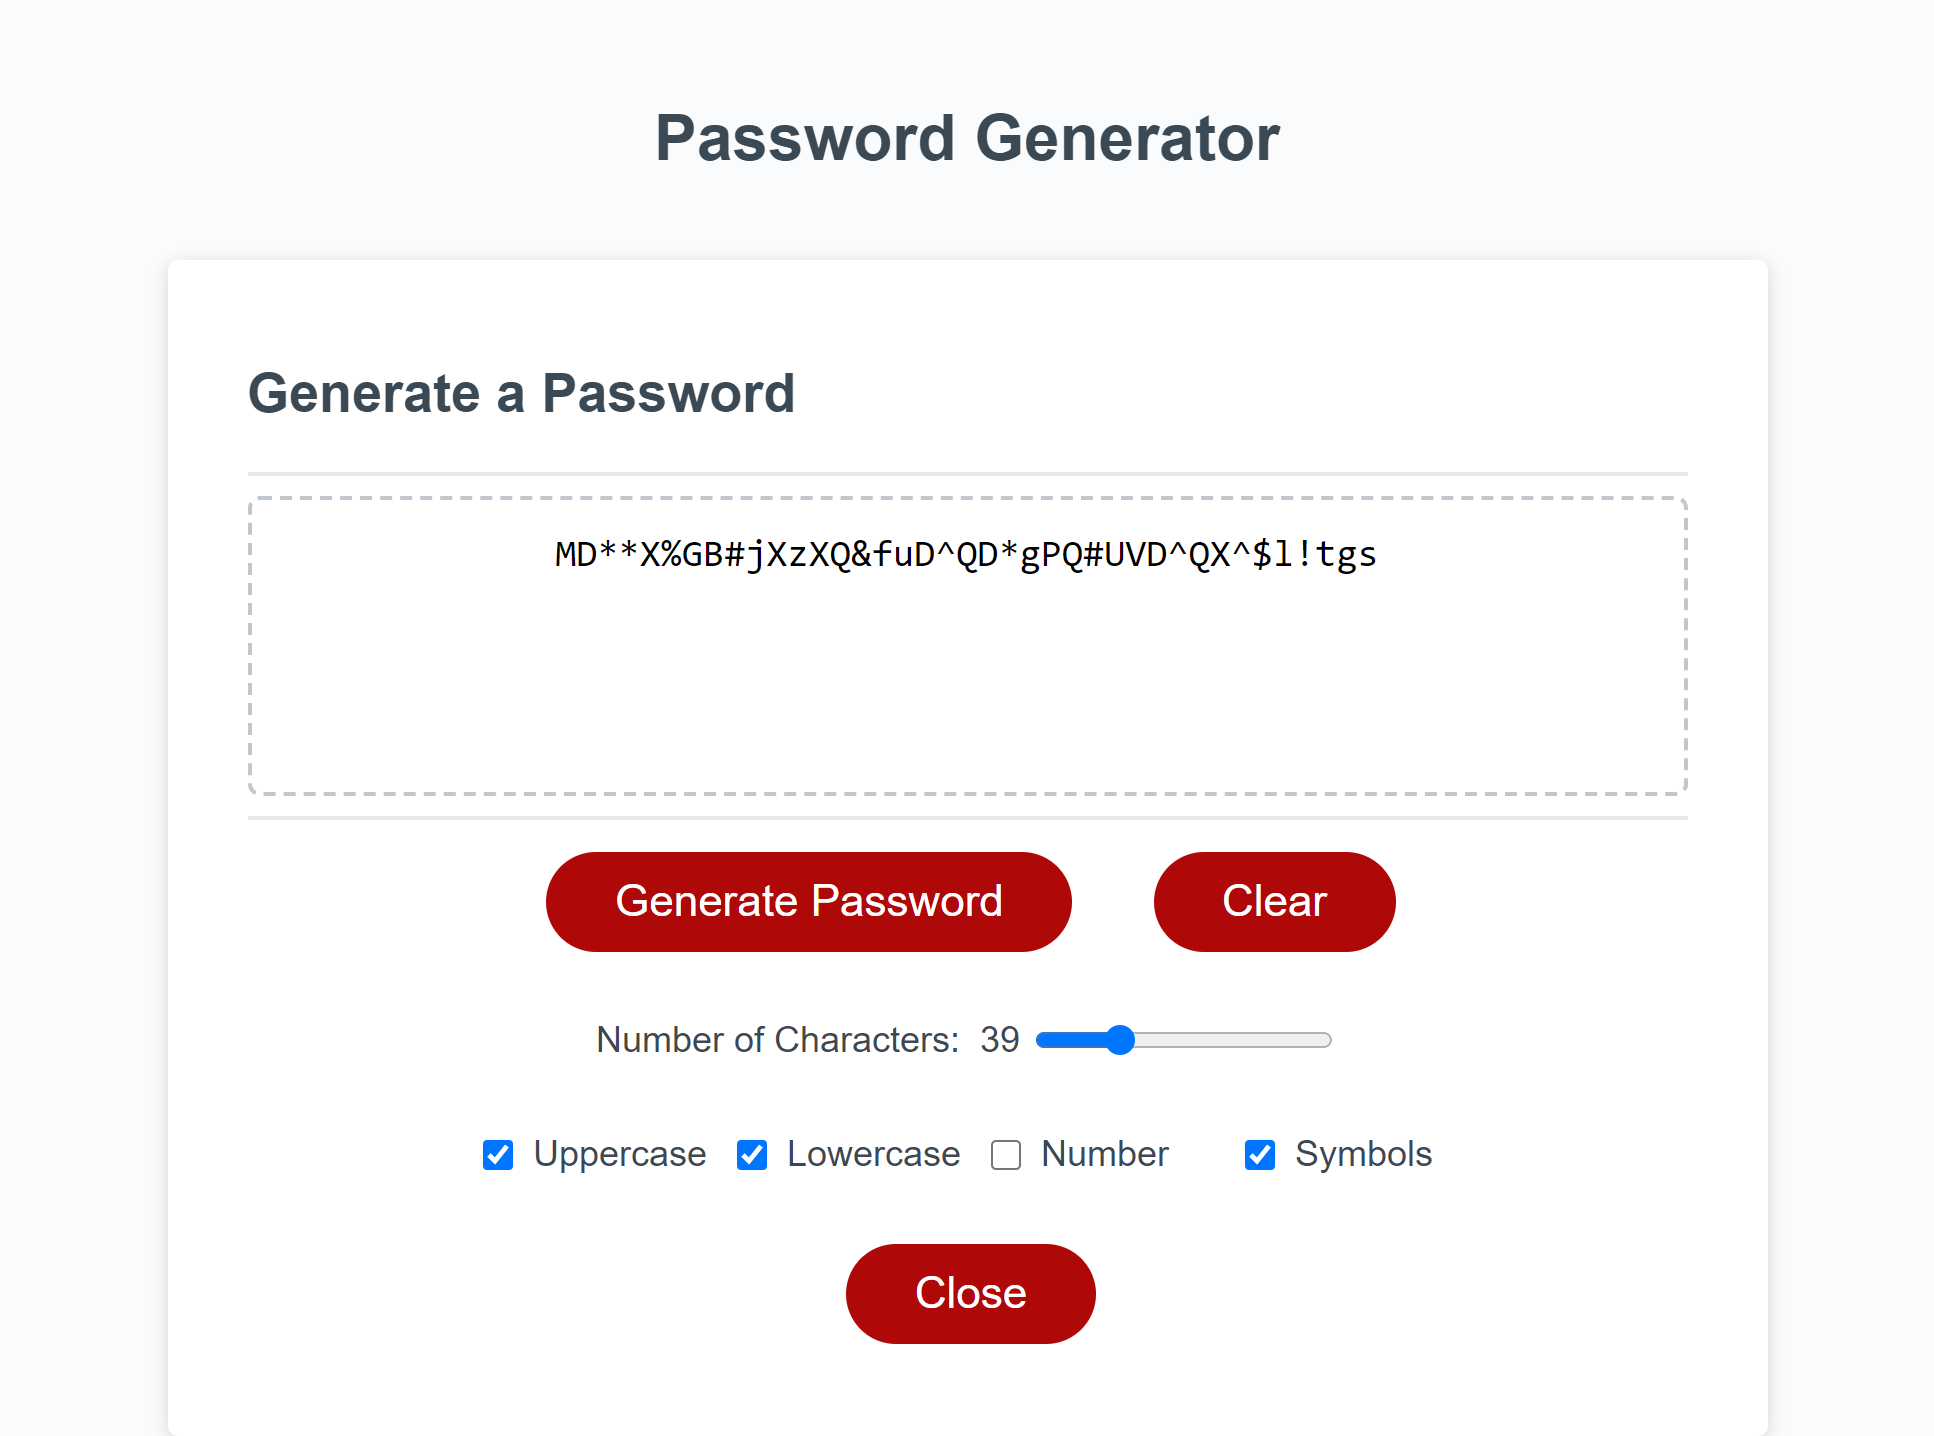 Password Generator
Generate a Password
MD**X%GB#jXzXQ&fuD^QD*gPQ#UVD^QX^$l!tgs
Generate Password Clear
Number of Characters: 39
Uppercase Lowercase Number Symbols
Close